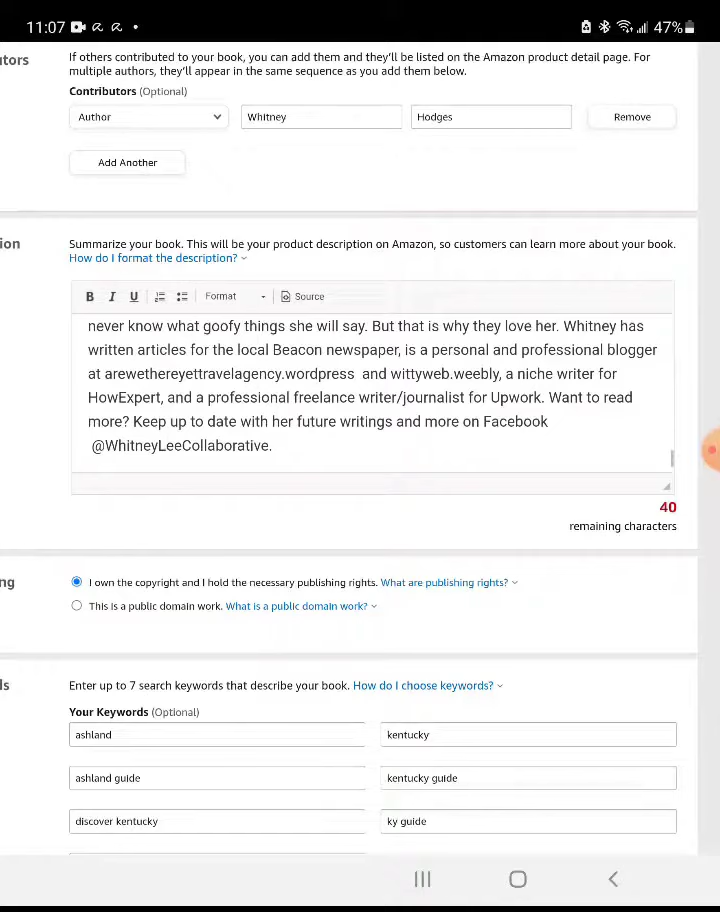 11:07 47%
utors
If others contributed to your book, you can add them and they'll be listed on the Amazon product detail page. For
multiple authors, they'll appear in the same sequence as you add them below.
Contributors (Optional)
Author Whitney Hodges Remove
Add Another
ion
Summarize your book. This will be your product description on Amazon, so customers can learn more about your book.
How do I format the description?
B I U Format Source
never know what goofy things she will say. But that is why they love her. Whitney has
written articles for the local Beacon newspaper, is a personal and professional blogger
at arewethereyettravelagency.wordpress and wittyweb.weebly, a niche writer for
HowExpert, and a professional freelance writer/journalist for Upwork. Want to read
more? Keep up to date with her future writings and more on Facebook
@WhitneyLeeCollaborative.
40
remaining characters
ng
I own the copyright and I hold the necessary publishing rights. What are publishing rights?
This is a public domain work. What is a public domain work?
ls
Enter up to 7 search keywords that describe your book. How do I choose keywords?
Your Keywords (Optional)
ashland kentucky
ashland guide kentucky guide
discover kentucky ky guide